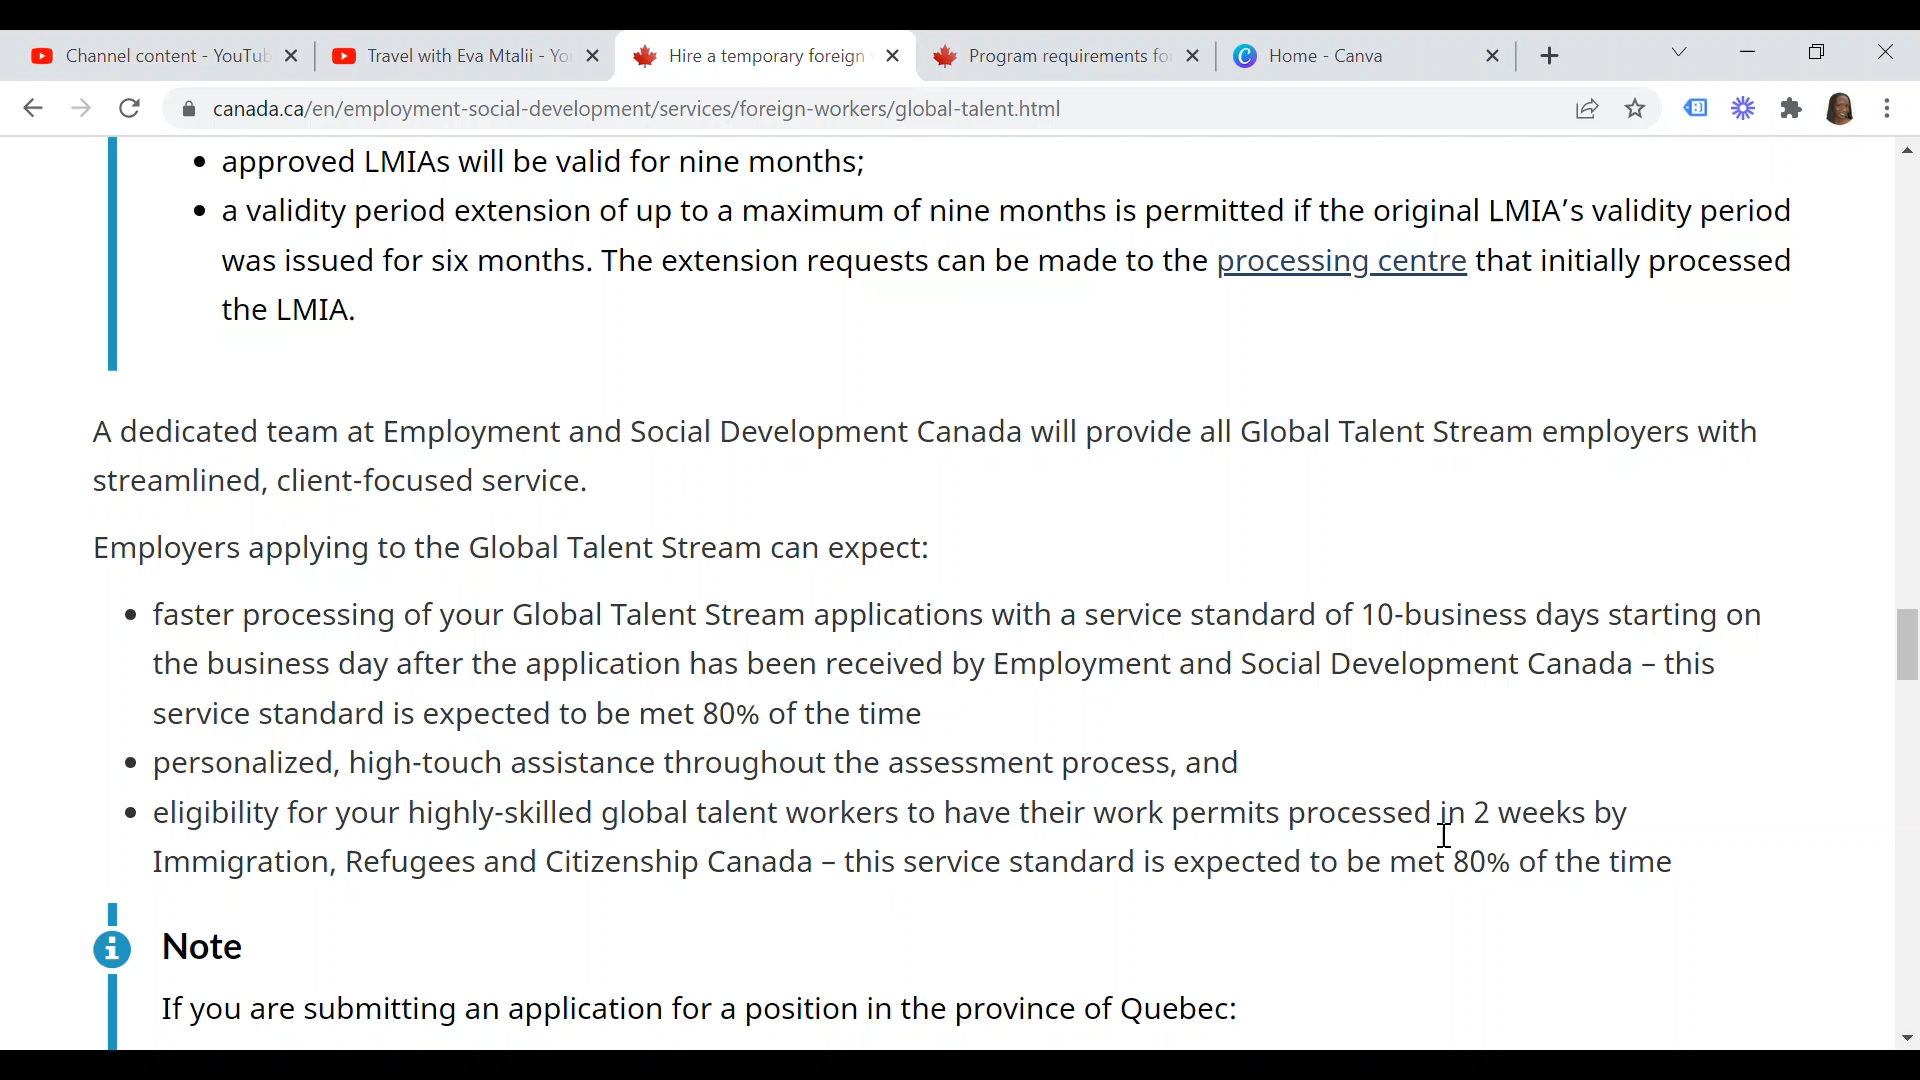 Channel content - YouTub
Travel with Eva Mtalii - Yo
Hire a temporary foreign
Program requirements fo
Home - Canva
canada.ca/en/employment-social-development/services/foreign-workers/global-talent.html
• approved LMIAs will be valid for nine months;
• a validity period extension of up to a maximum of nine months is permitted if the original LMIA’s validity period
was issued for six months. The extension requests can be made to the processing centre that initially processed
the LMIA.
A dedicated team at Employment and Social Development Canada will provide all Global Talent Stream employers with
streamlined, client-focused service.
Employers applying to the Global Talent Stream can expect:
• faster processing of your Global Talent Stream applications with a service standard of 10-business days starting on
the business day after the application has been received by Employment and Social Development Canada – this
service standard is expected to be met 80% of the time
• personalized, high-touch assistance throughout the assessment process, and
• eligibility for your highly-skilled global talent workers to have their work permits processed in 2 weeks by
Immigration, Refugees and Citizenship Canada – this service standard is expected to be met 80% of the time
Note
If you are submitting an application for a position in the province of Quebec: